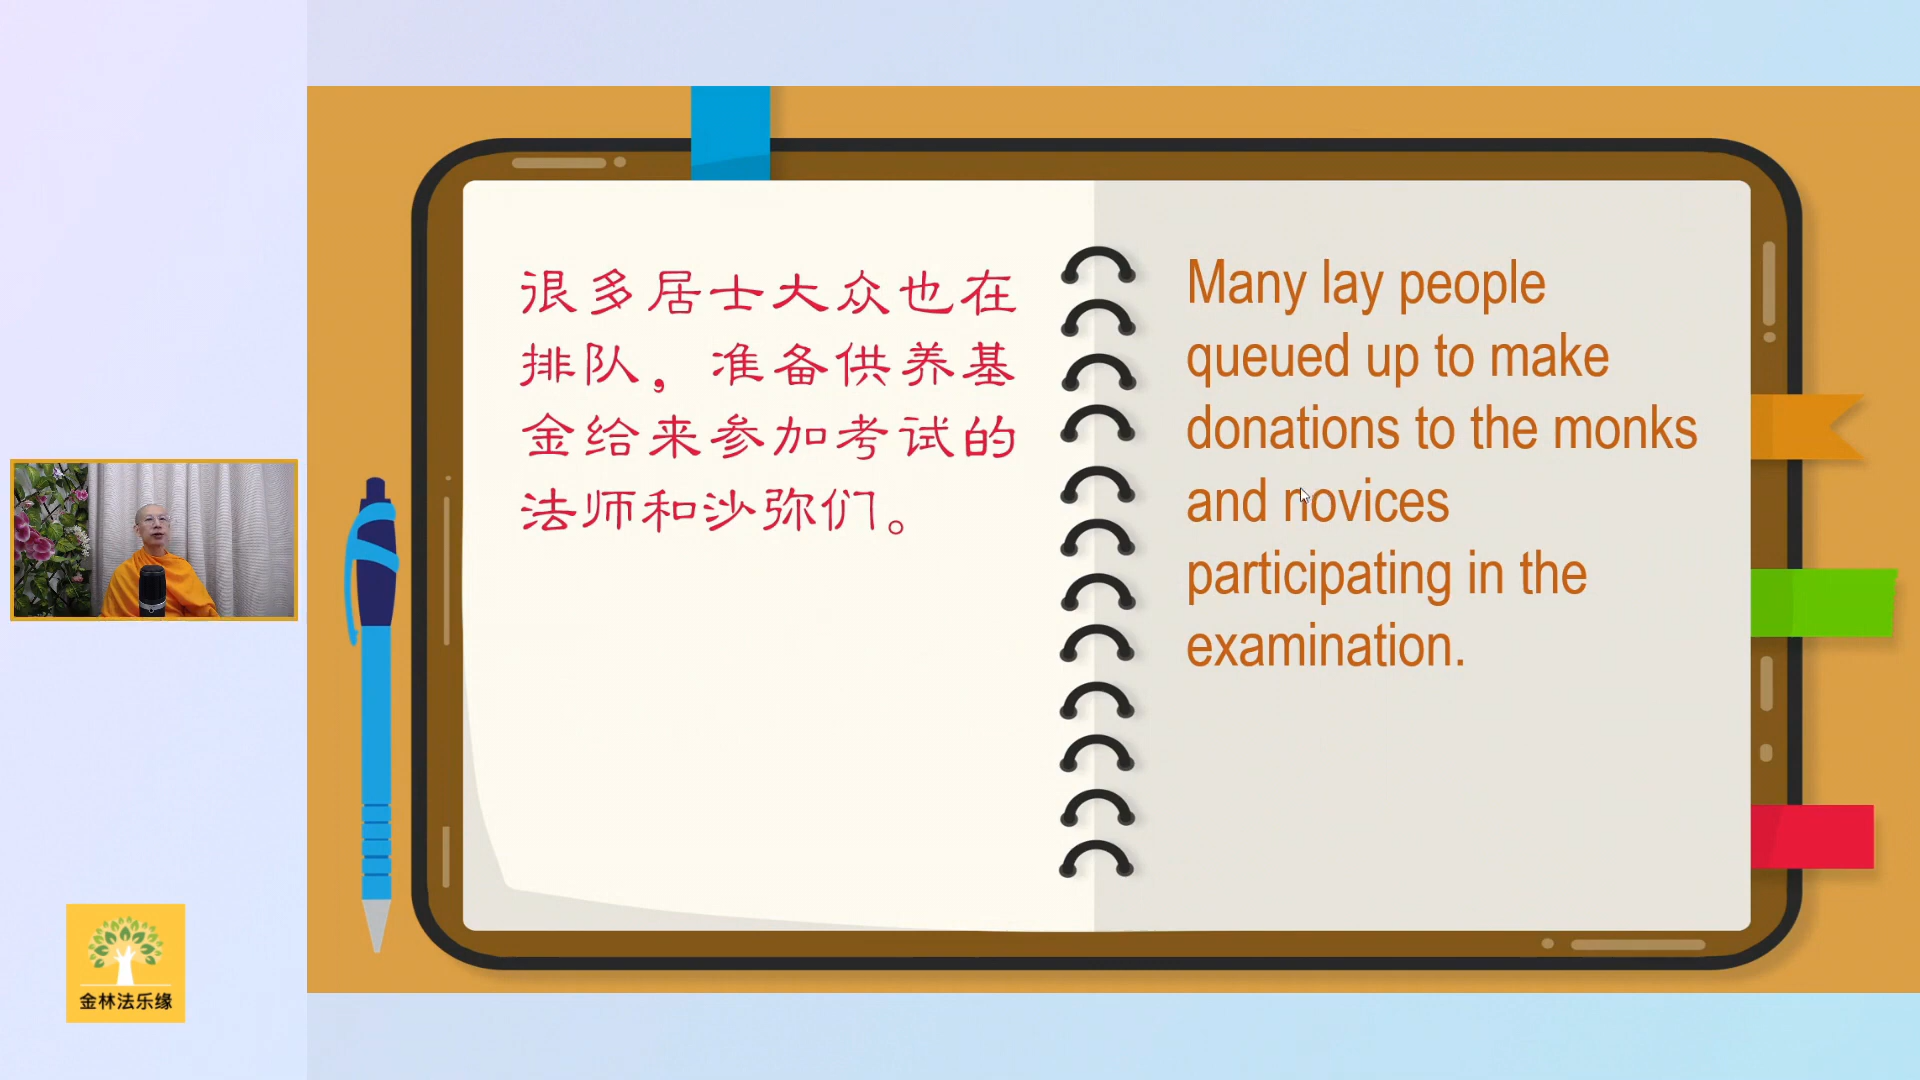 很多居士大众也在
排队，准备供养基
金给来参加考试的
法师和沙弥们。
Many lay people
queued up to make
donations to the monks
and novices
participating in the
examination.
金林法乐缘